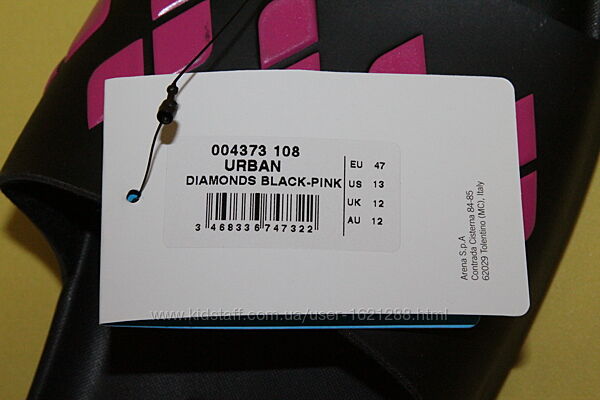 004373 108
URBAN
DIAMONDS BLACK-PINK
3 468336 747322
EU 47
US 13
UK 12
AU 12
Arena S.p.A
Contrada Cisterna 84-85
62029 Tolentino (MC), Italy
www.kidstaff.com.ua/user-1621288.html